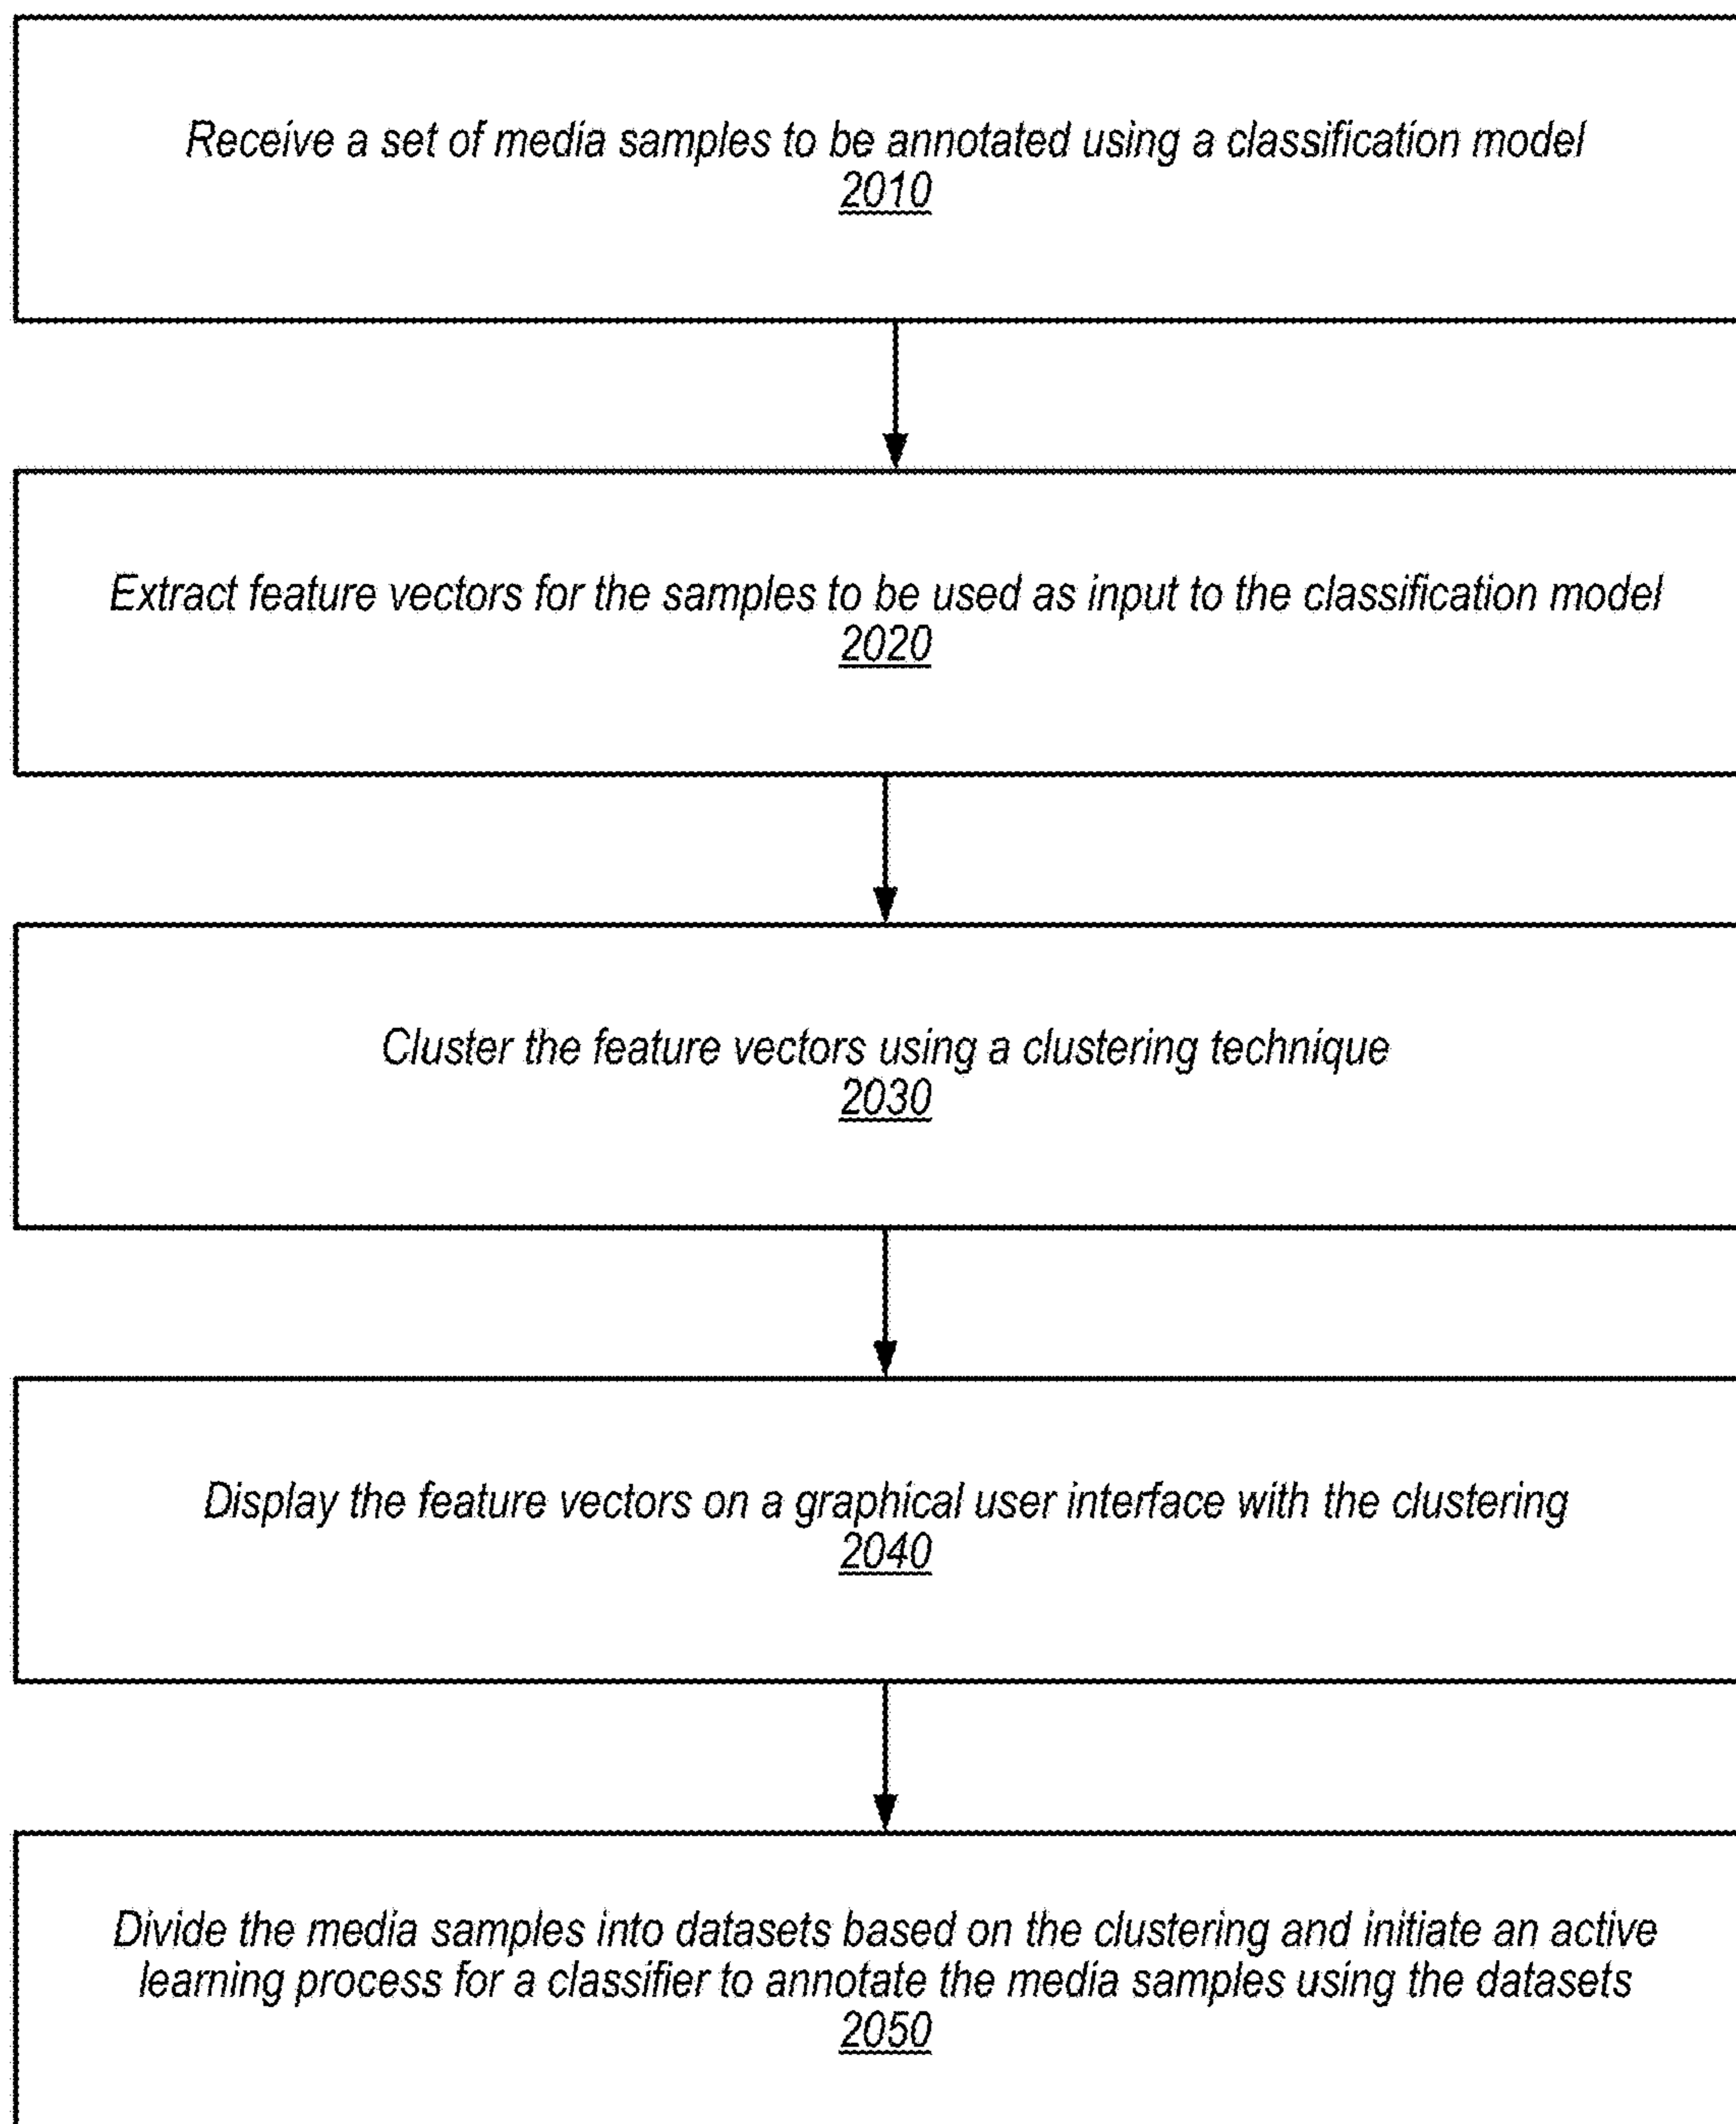 Receive a set of media samples to be annotated using a classification model
2010
Extract feature vectors for the samples to be used as input to the classification model
2020
Cluster the feature vectors using a clustering technique
2030
Display the feature vectors on a graphical user interface with the clustering
2040
Divide the media samples into datasets based on the clustering and initiate an active
learning process for a classifier to annotate the media samples using the datasets
2050